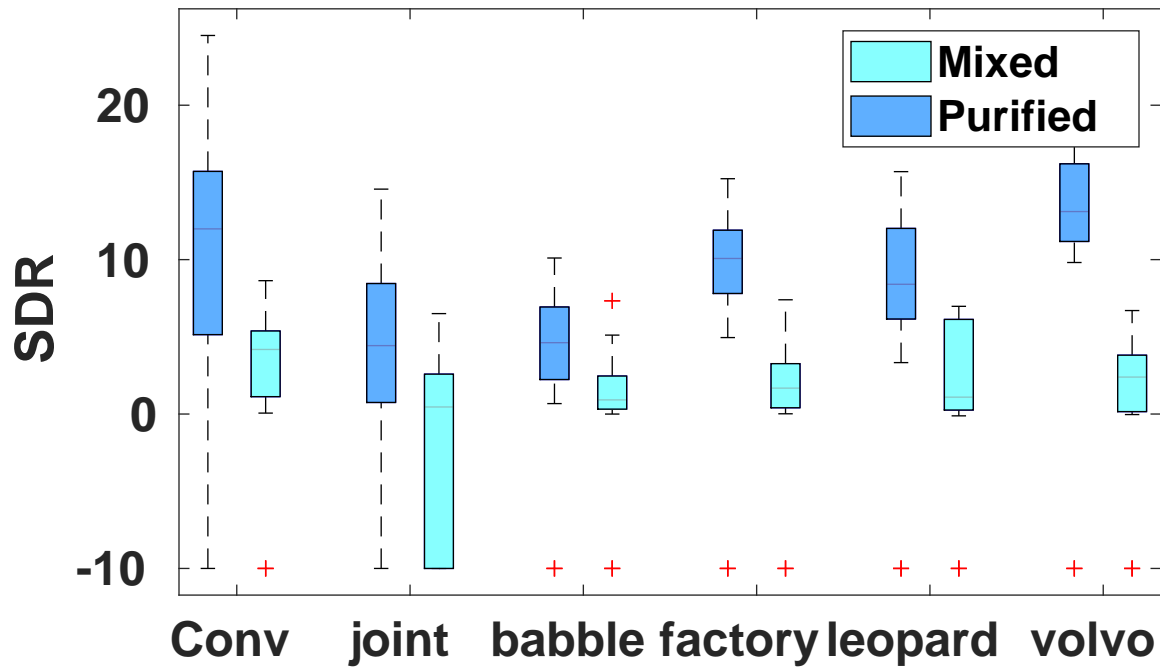 Mixed
Purified
20
10
0
-10
SDR
Conv joint babble factory leopard volvo